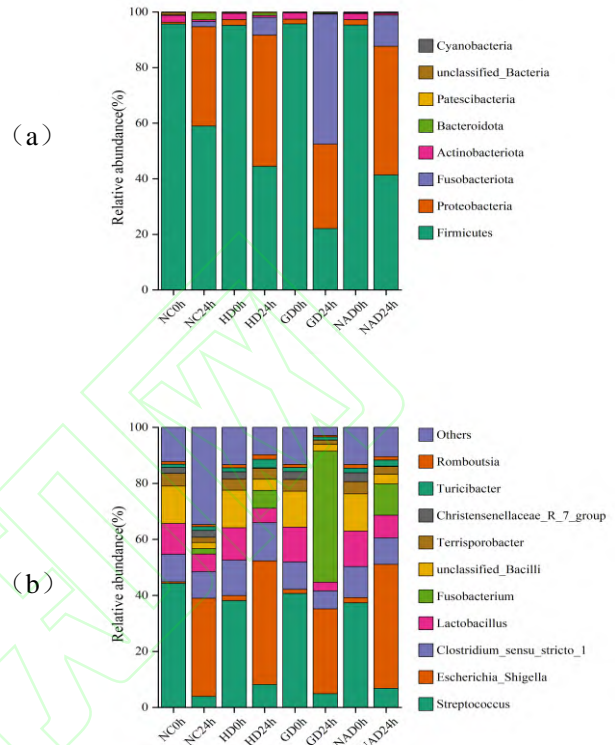 (a)
Relative abundance(%)
100
80
60
40
20
0
NC0h
NC24h
HD0h
HD24h
GD0h
GD24h
NAD0h
NAD24h
Cyanobacteria
unclassified_Bacteria
Patescibacteria
Bacteroidota
Actinobacteriota
Fusobacteriota
Proteobacteria
Firmicutes
(b)
Relative abundance(%)
100
80
60
40
20
0
NC0h
NC24h
HD0h
HD24h
GD0h
GD24h
NAD0h
NAD24h
Others
Romboutsia
Turicibacter
Christensenellaceae_R_7_group
Terrisporobacter
unclassified_Bacilli
Fusobacterium
Lactobacillus
Clostridium_sensu_stricto_1
Escherichia_Shigella
Streptococcus